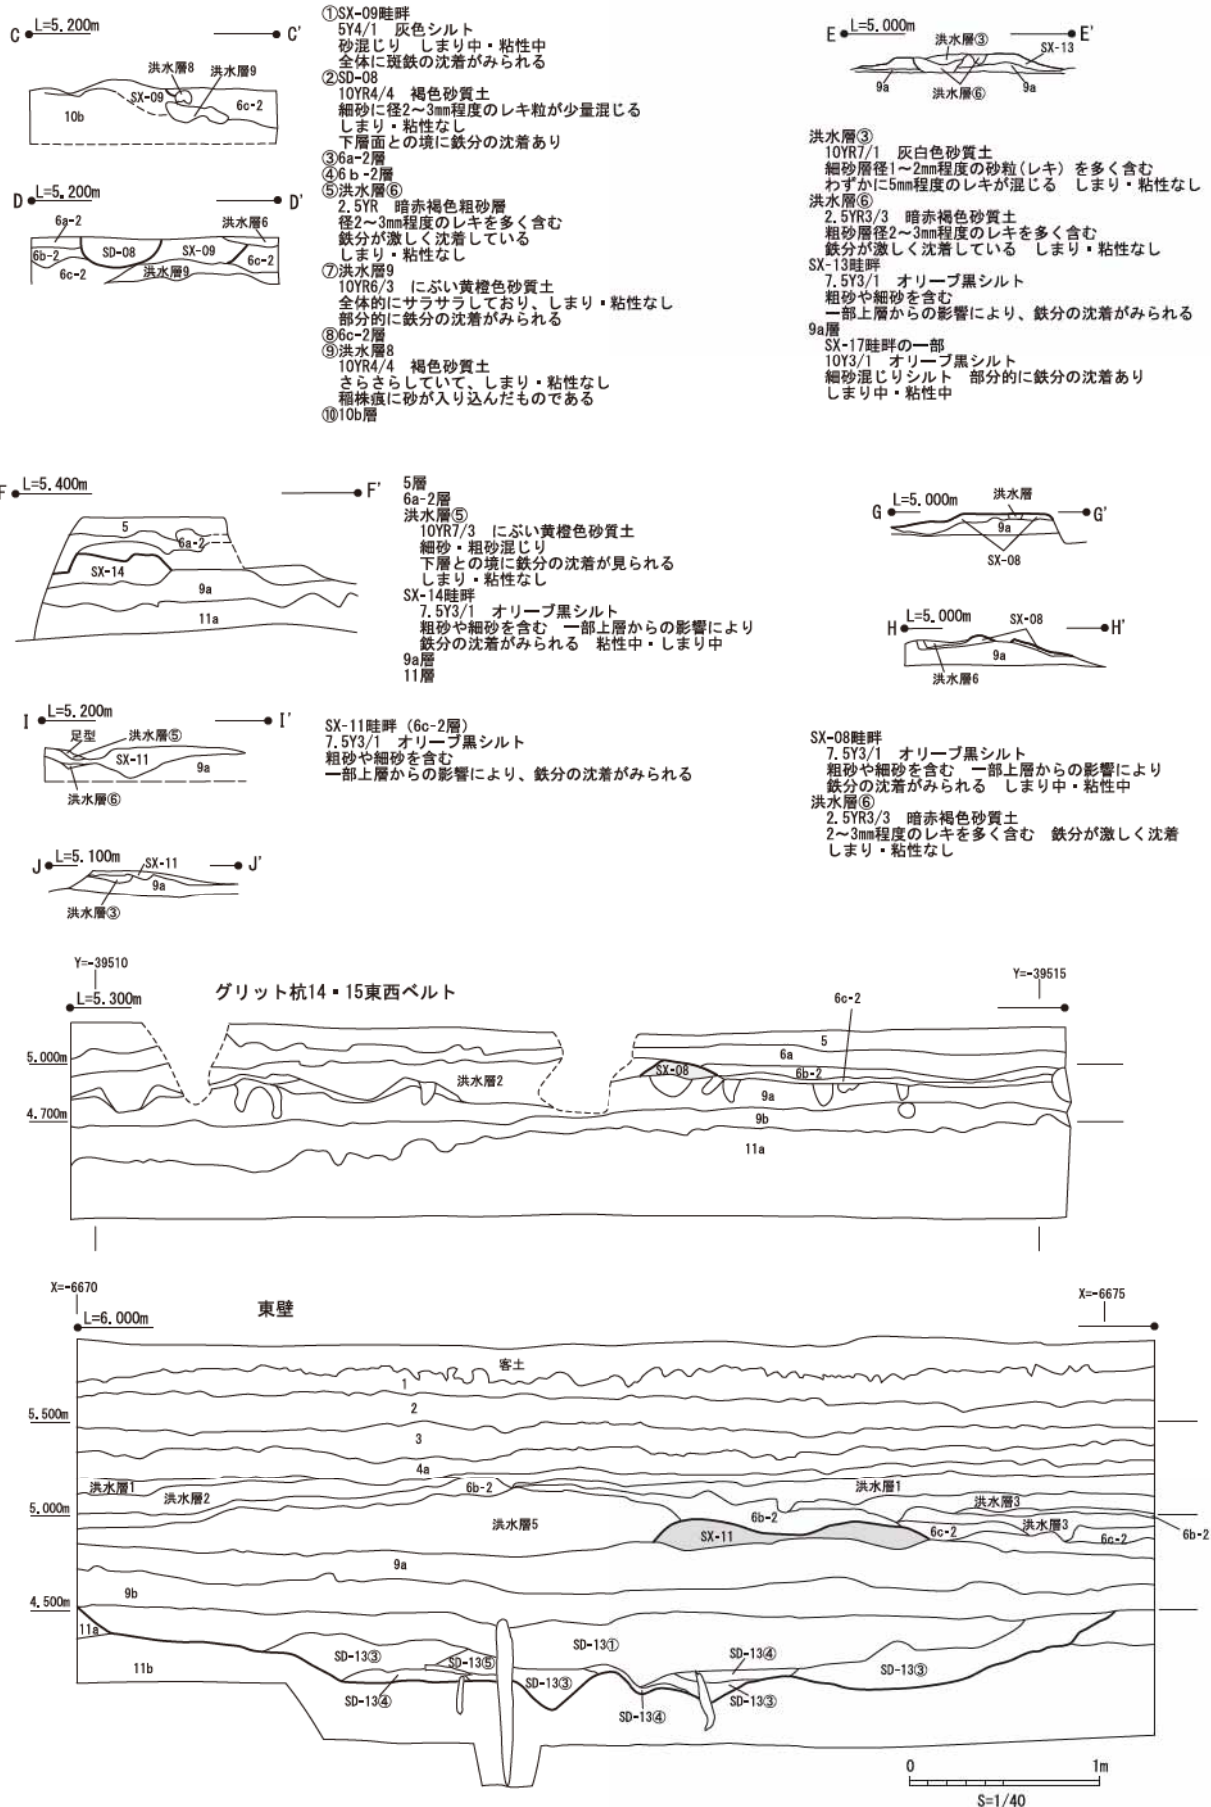 C L=5.200m C'
洪水層8
洪水層9
SX-09
6c-2
10b
D L=5.200m D'
6a-2
洪水層6
6b-2
SD-08
SX-09
6c-2
6c-2
洪水層9
①SX-09畦畔
5Y4/1 灰色シルト
砂混じり しまり中・粘性中
全体に斑鉄の沈着がみられる
②SD-08
10YR4/4 褐色砂質土
細砂に径2～3mm程度のレキ粒が少量混じる
しまり・粘性なし
下層面との境に鉄分の沈着あり
③6a-2層
④6ｂ-2層
⑤洪水層⑥
2.5YR 暗赤褐色粗砂層
径2～3mm程度のレキを多く含む
鉄分が激しく沈着している
しまり・粘性なし
⑦洪水層9
10YR6/3 にぶい黄橙色砂質土
全体的にサラサラしており、しまり・粘性なし
部分的に鉄分の沈着がみられる
⑧6c-2層
⑨洪水層8
10YR4/4 褐色砂質土
さらさらしていて、しまり・粘性なし
稲株痕に砂が入り込んだものである
⑩10b層
E L=5.000m E'
洪水層③
SX-13
9a
洪水層⑥
9a
洪水層③
10YR7/1 灰白色砂質土
細砂層径1～2mm程度の砂粒(レキ)を多く含む
わずかに5mm程度のレキが混じる しまり・粘性なし
洪水層⑥
2.5YR3/3 暗赤褐色砂質土
粗砂層径2～3mm程度のレキを多く含む
鉄分が激しく沈着している しまり・粘性なし
SX-13畦畔
7.5Y3/1 オリーブ黒シルト
粗砂や細砂を含む
一部上層からの影響により、鉄分の沈着がみられる
9a層
SX-17畦畔の一部
10Y3/1 オリーブ黒シルト
細砂混じりシルト 部分的に鉄分の沈着あり
しまり中・粘性中
F L=5.400m F'
5
6a-2
SX-14
9a
11a
5層
6a-2層
洪水層⑤
10YR7/3 にぶい黄橙色砂質土
細砂・粗砂混じり
下層との境に鉄分の沈着が見られる
しまり・粘性なし
SX-14畦畔
7.5Y3/1 オリーブ黒シルト
粗砂や細砂を含む 一部上層からの影響により
鉄分の沈着がみられる 粘性中・しまり中
9a層
11層
G L=5.000m G'
洪水層
9a
SX-08
H L=5.000m H'
SX-08
9a
洪水層6
I L=5.200m I'
足型
洪水層⑤
SX-11
9a
洪水層⑥
SX-11畦畔 (6c-2層)
7.5Y3/1 オリーブ黒シルト
粗砂や細砂を含む
一部上層からの影響により、鉄分の沈着がみられる
SX-08畦畔
7.5Y3/1 オリーブ黒シルト
粗砂や細砂を含む 一部上層からの影響により
鉄分の沈着がみられる しまり中・粘性中
洪水層⑥
2.5YR3/3 暗赤褐色砂質土
2～3mm程度のレキを多く含む 鉄分が激しく沈着
しまり・粘性なし
J L=5.100m J'
SX-11
9a
洪水層③
Y=-39510
Y=-39515
L=5.300m
グリット杭14・15東西ベルト
6c-2
5
6a
5.000m
SX-08
6b-2
洪水層2
9a
4.700m
9b
11a
X=-6670
X=-6675
L=6.000m
東壁
客土
1
2
5.500m
3
4a
洪水層1
6b-2
洪水層1
洪水層2
洪水層3
5.000m
6b-2
洪水層5
洪水層3
SX-11
6c-2
6c-2
6b-2
9a
9b
4.500m
11a
SD-13①
SD-13③
SD-13⑤
SD-13④
11b
SD-13③
SD-13③
SD-13④
SD-13④
SD-13③
0 1m
S=1/40